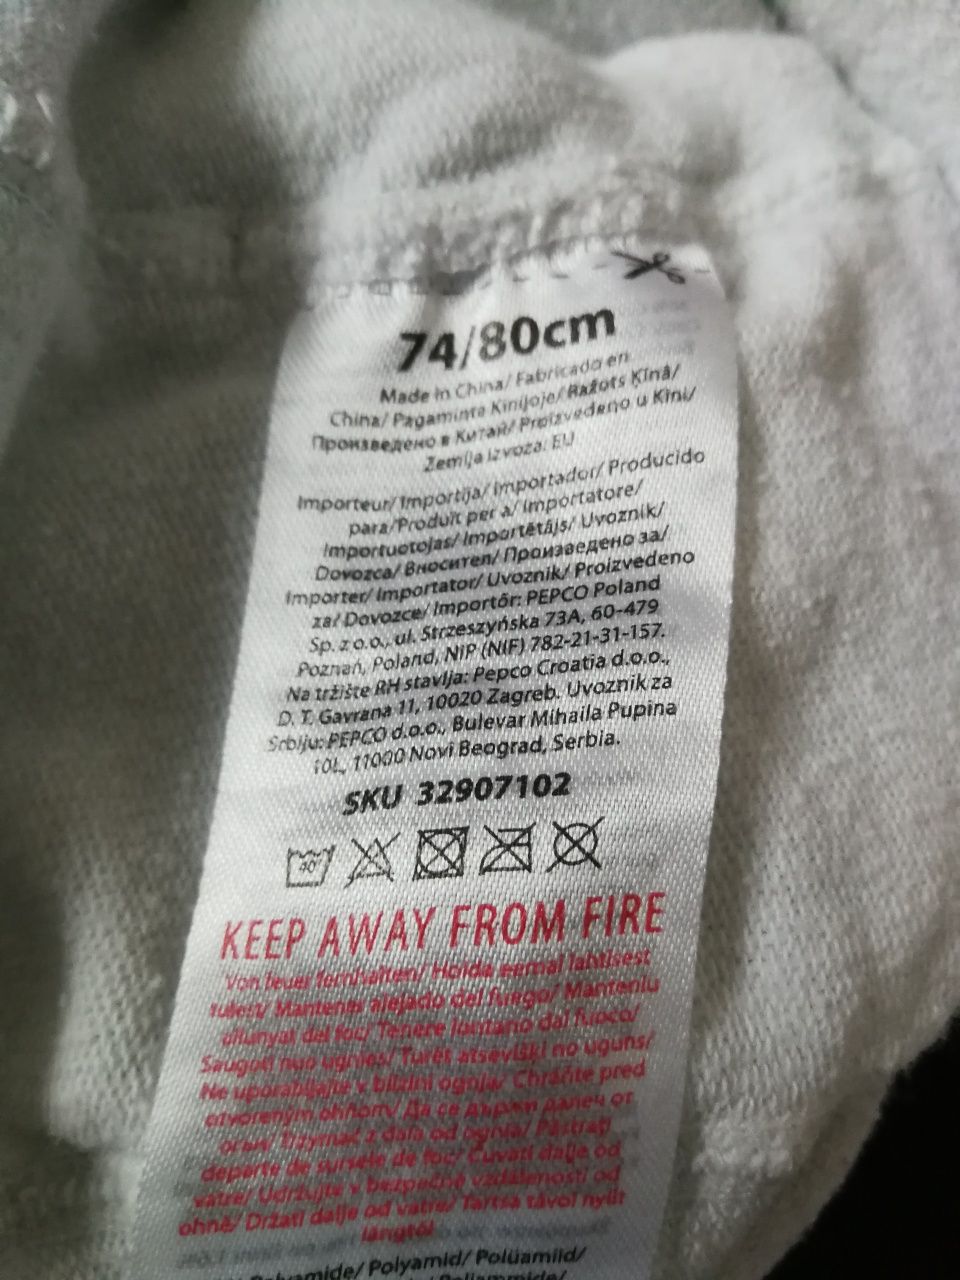 74/80cm
Made in China/ Fabricado en
China/ Pagaminta Kinijoje/ Ražots Ķīnā/
Произведено в Китай/ Proizvedeno u Kini/
Zemlja izvoza: EU
Importeur/ Importija/ Importador/ Producido
para/Produït per a/ Importatore/
Importuotojas/ Importētājs/ Uvoznik/
Dovozca/ Вносител/ Произведено за/
Importer/ Importator/ Uvoznik/ Proizvedeno
za/ Dovozce/ Importőr: PEPCO Poland
Sp. z o.o., ul. Strzeszyńska 73A, 60-479
Poznań, Poland, NIP (NIF) 782-21-31-157.
Na tržište RH stavlja: Pepco Croatia d.o.o.,
D. T. Gavrana 11, 10020 Zagreb. Uvoznik za
Srbiju: PEPCO d.o.o., Bulevar Mihaila Pupina
10L, 11000 Novi Beograd, Serbia.
SKU 32907102
40°
KEEP AWAY FROM FIRE
Von feuer fernhalten/ Hoida eemal lahtisest
tulest/ Mantener alejado del fuego/ Manteniu
allunyat del foc/ Tenere lontano dal fuoco/
Saugoti nuo ugnies/ Turēt atsevišķi no uguns/
Ne uporabljajte v bližini ognja/ Chráňte pred
otvoreným ohňom/ Да се държи далеч от
огън/ Trzymać z dala od ognia/ Păstrați
departe de sursele de foc/ Čuvati dalje od
vatre/ Udržujte v bezpečné vzdálenosti od
ohně/ Držati dalje od vatre/ Tartsa távol nyílt
lángtól
Polyamide/ Polyamid/ Polüamiid/